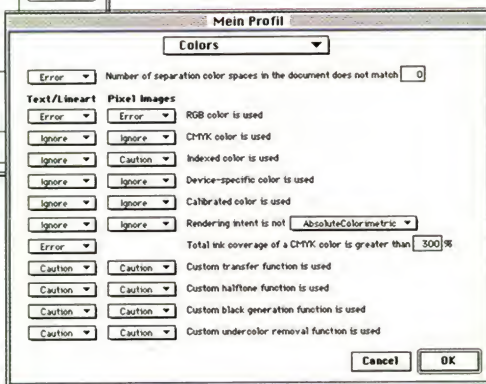 Mein Profil
Colors
Error Number of separation color spaces in the document does not match 0
Text/Lineart Pixel Images
Error Error RGB color is used
Ignore Ignore CMYK color is used
Ignore Caution Indexed color is used
Ignore Ignore Device-specific color is used
Ignore Ignore Calibrated color is used
Ignore Ignore Rendering intent is not AbsoluteColorimetric
Error Total ink coverage of a CMYK color is greater than 300 %
Caution Caution Custom transfer function is used
Caution Caution Custom halftone function is used
Caution Caution Custom black generation function is used
Caution Caution Custom undercolor removal function is used
Cancel OK